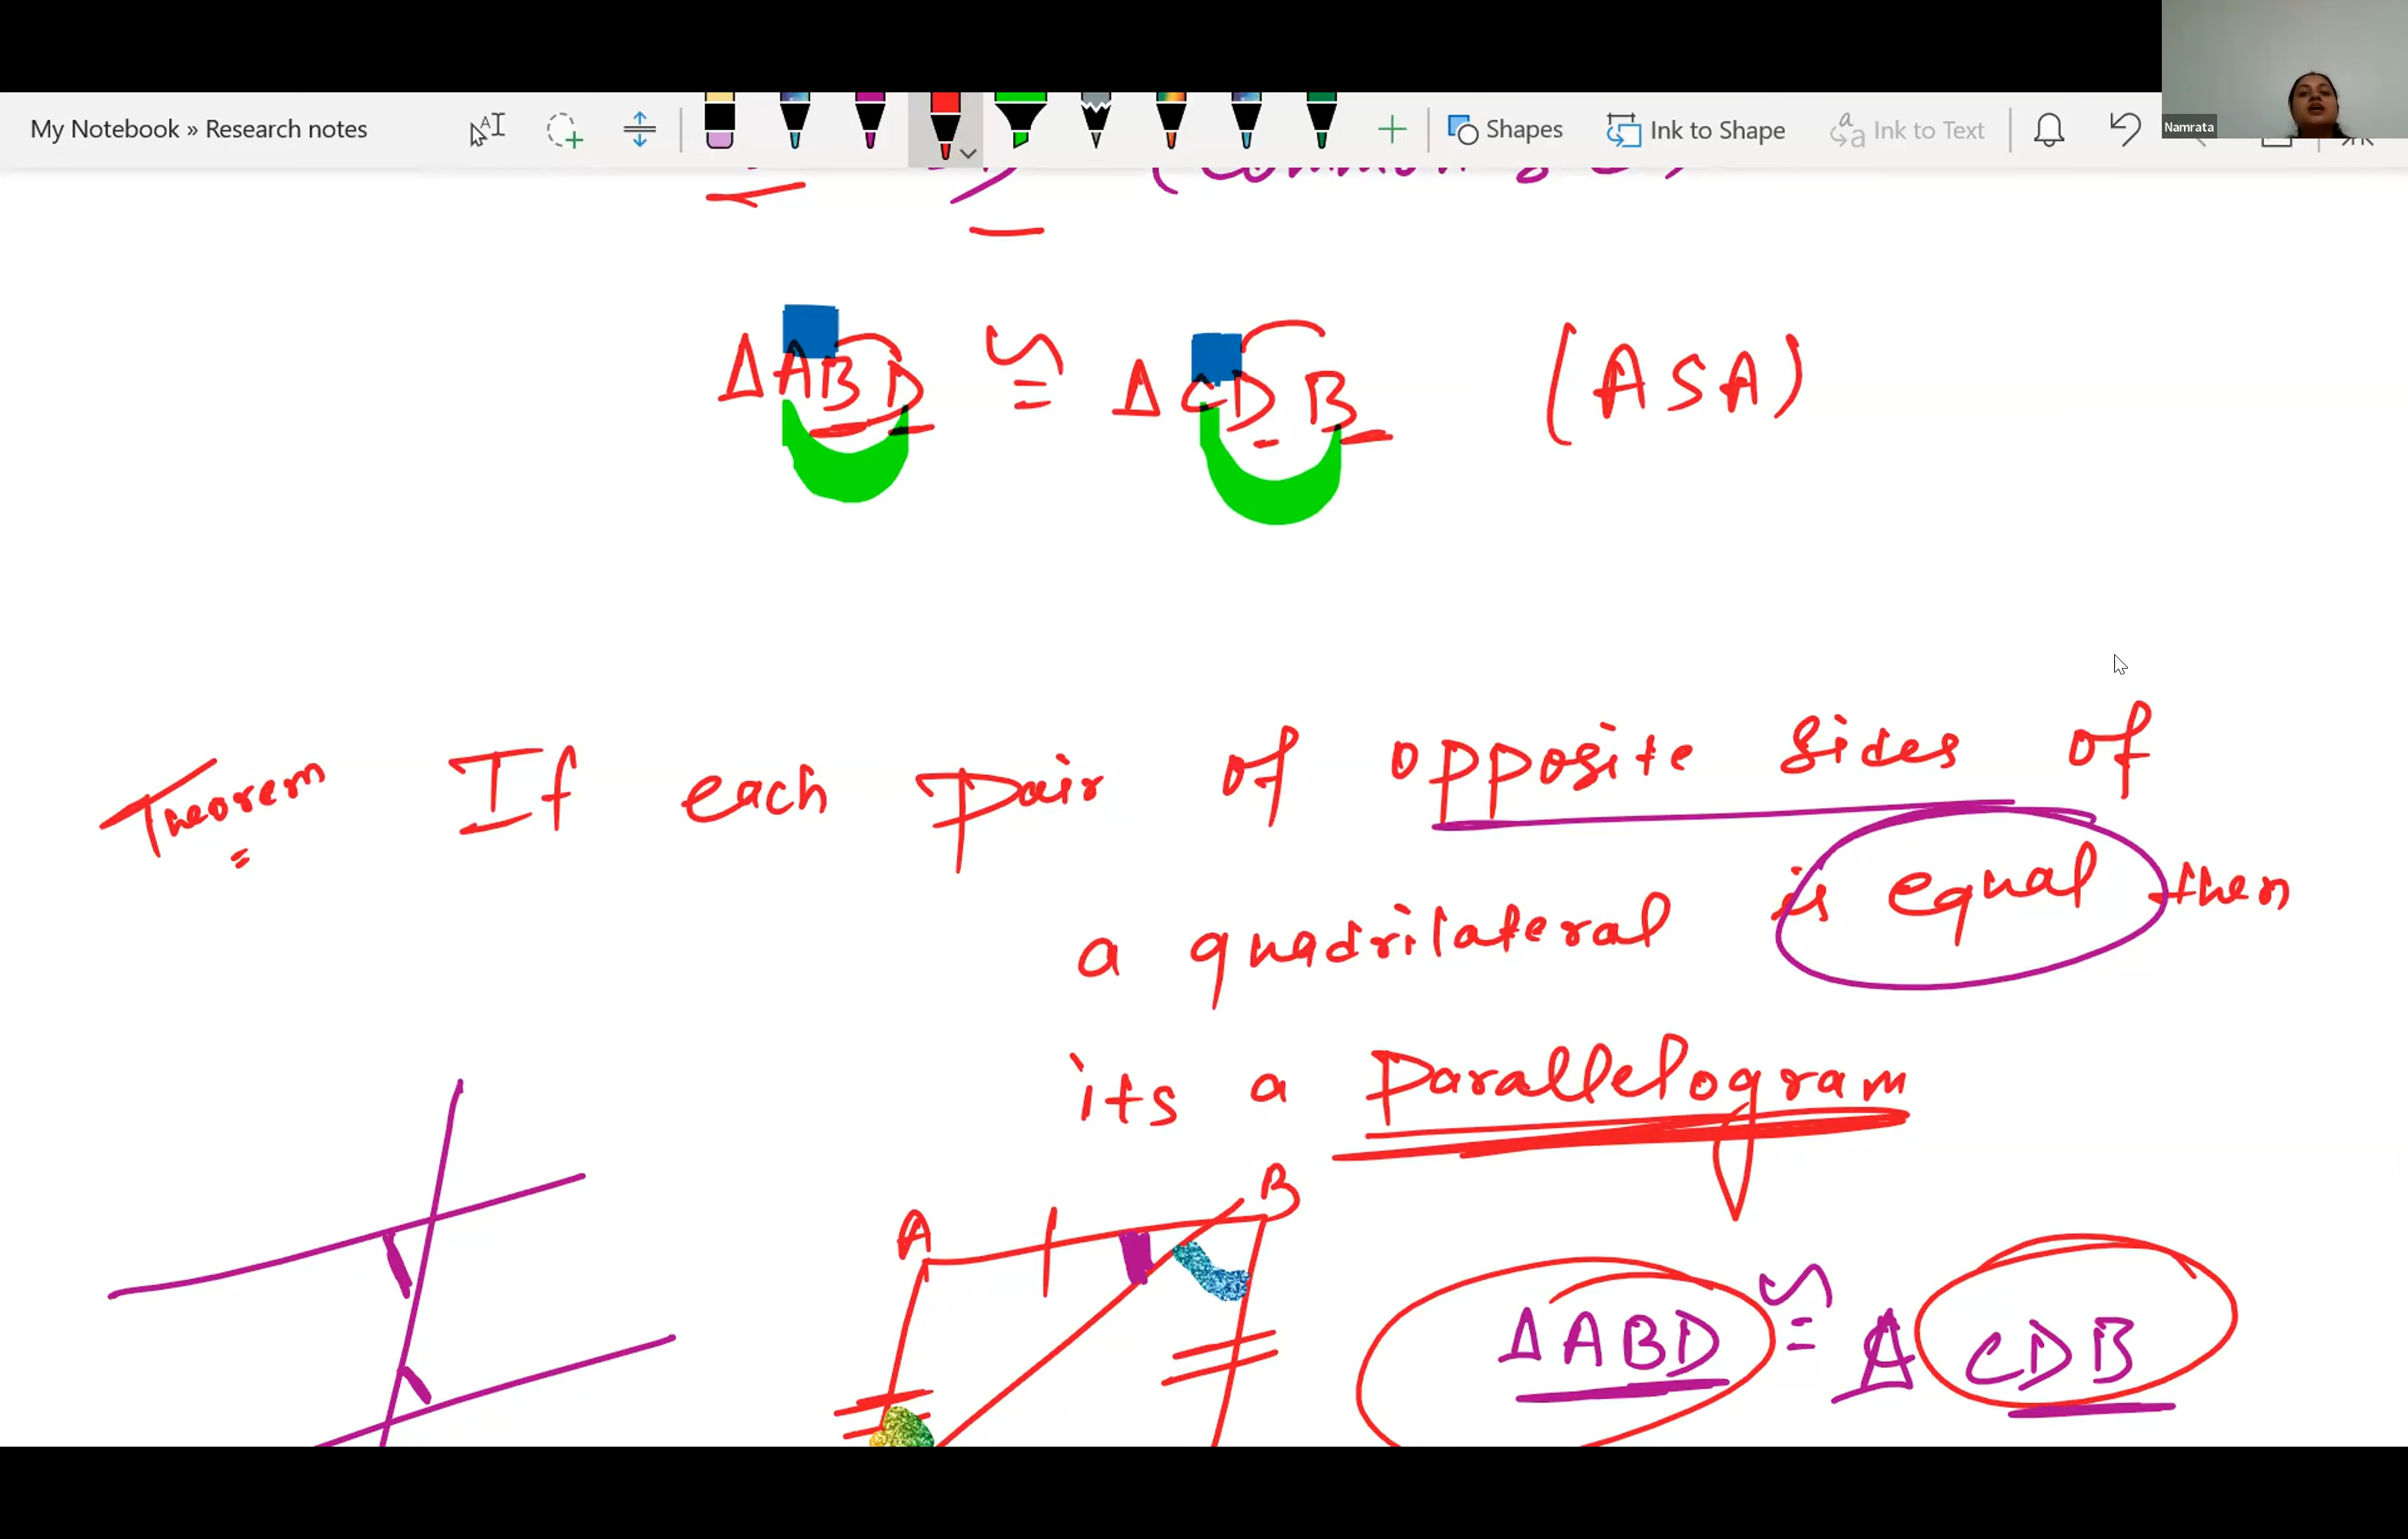 My Notebook » Research notes
Shapes
Ink to Shape
Ink to Text
Namrata
ΔABD ≅ ΔCDB (ASA)
Theorem If each Pair of opposite sides of
a quadrilateral is equal then
its a Parallelogram
A
B
ΔABD ≅ Δ CDB